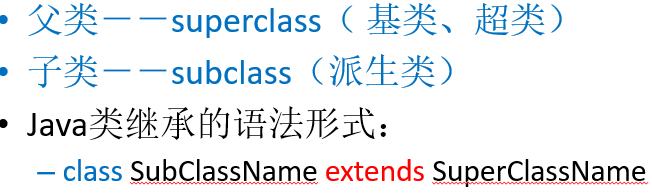 • 父类－－superclass（ 基类、超类）
• 子类－－subclass（派生类）
• Java类继承的语法形式：
– class SubClassName extends SuperClassName